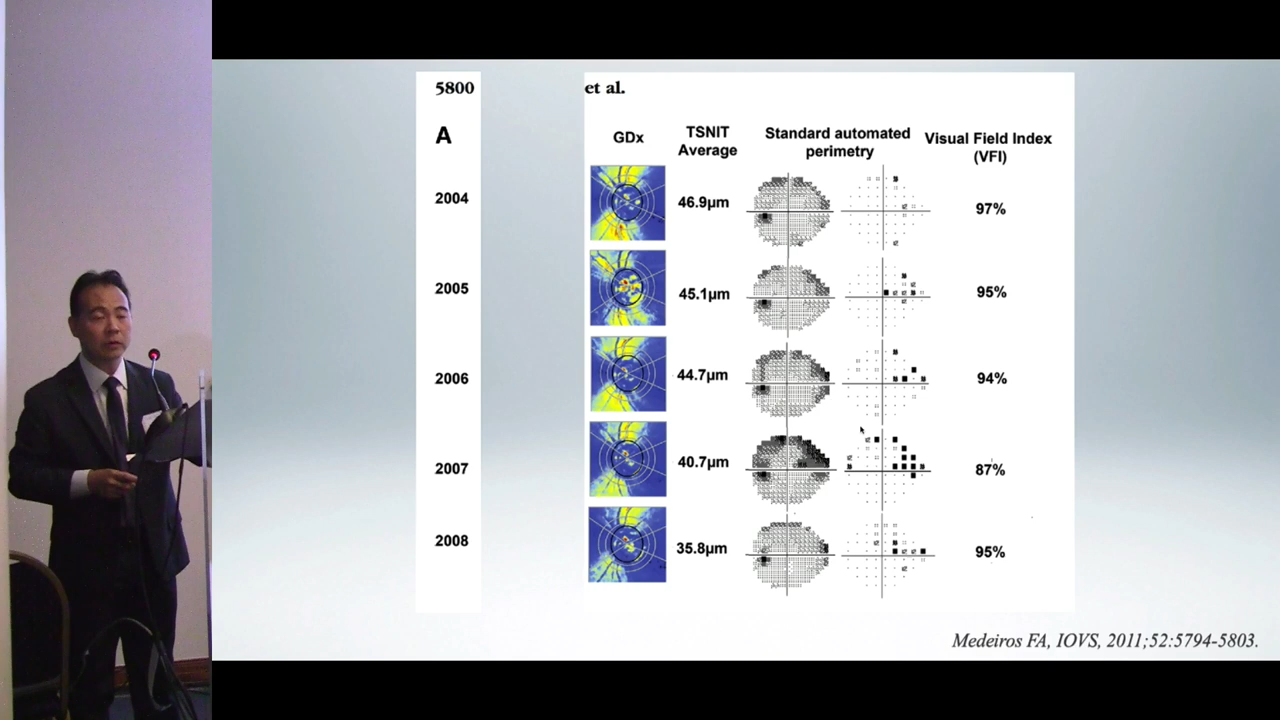 5800
et al.
A
GDx
TSNIT
Average
Standard automated
perimetry
Visual Field Index
(VFI)
2004
46.9µm
97%
2005
45.1µm
95%
2006
44.7µm
94%
2007
40.7µm
87%
2008
35.8µm
95%
Medeiros FA, IOVS, 2011;52:5794-5803.